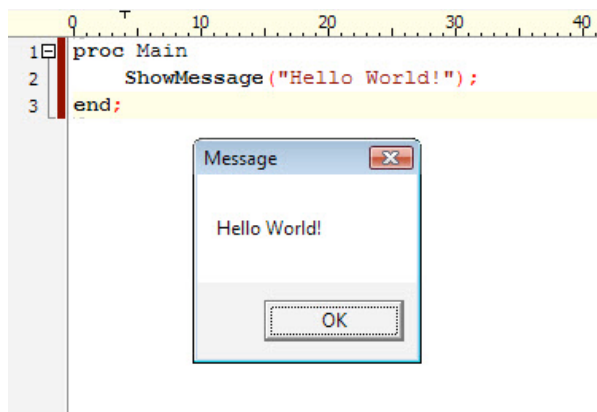 0 10 20 30 40
1 proc Main
2 ShowMessage("Hello World!");
3 end;
Message
Hello World!
OK